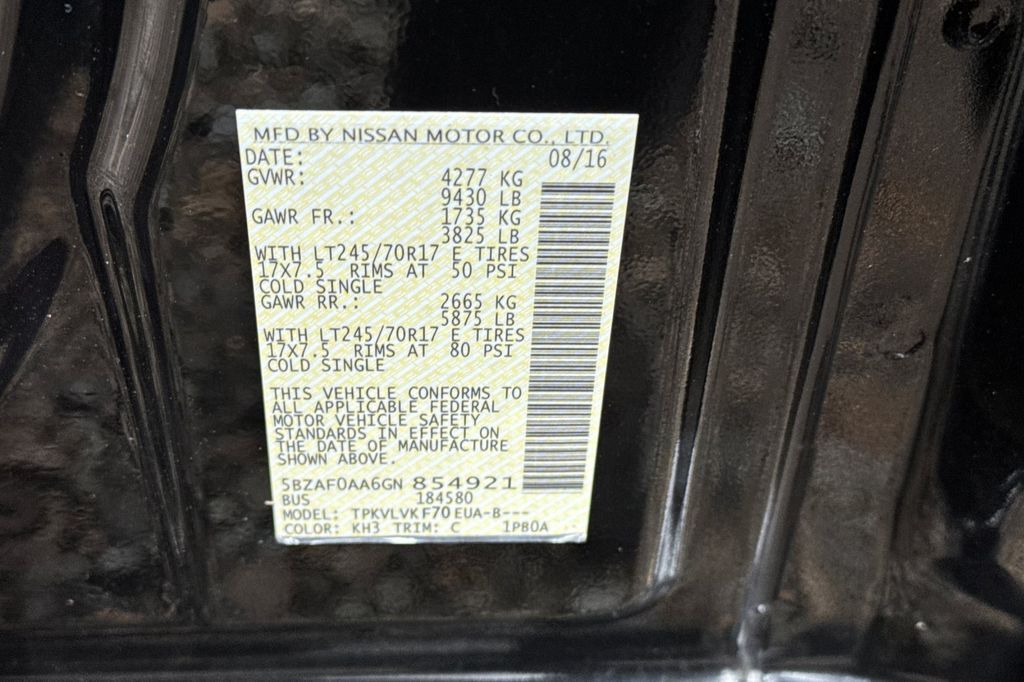 MFD BY NISSAN MOTOR CO., LTD.
DATE: 08/16
GVWR: 4277 KG
9430 LB
GAWR FR.: 1735 KG
3825 LB
WITH LT245/70R17 E TIRES
17X7.5 RIMS AT 50 PSI
COLD SINGLE
GAWR RR.: 2665 KG
5875 LB
WITH LT245/70R17 E TIRES
17X7.5 RIMS AT 80 PSI
COLD SINGLE
THIS VEHICLE CONFORMS TO
ALL APPLICABLE FEDERAL
MOTOR VEHICLE SAFETY
STANDARDS IN EFFECT ON
THE DATE OF MANUFACTURE
SHOWN ABOVE.
5BZAF0AA6GN 854921
BUS 184580
MODEL: TPKVLVKF70EUA-B---
COLOR: KH3 TRIM: C 1PBOA